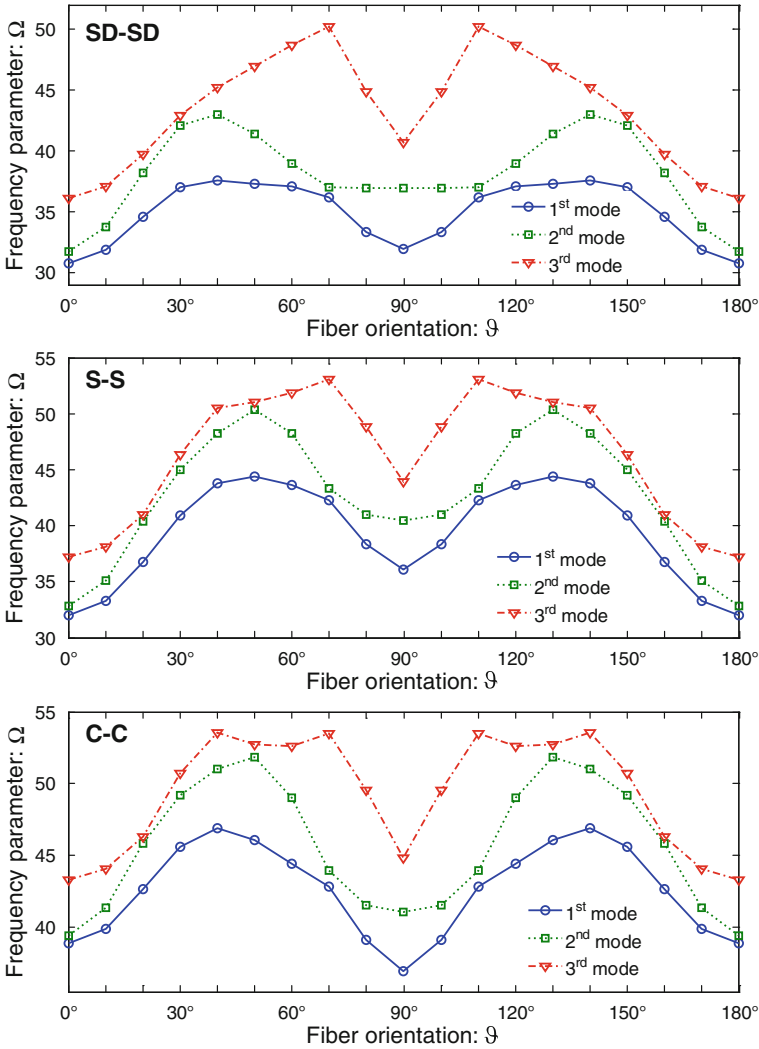 SD-SD
Frequency parameter: Ω
50
45
40
35
30
1st mode
2nd mode
3rd mode
0° 30° 60° 90° 120° 150° 180°
Fiber orientation: ϑ
S-S
Frequency parameter: Ω
55
50
45
40
35
30
1st mode
2nd mode
3rd mode
0° 30° 60° 90° 120° 150° 180°
Fiber orientation: ϑ
C-C
Frequency parameter: Ω
55
50
45
40
1st mode
2nd mode
3rd mode
0° 30° 60° 90° 120° 150° 180°
Fiber orientation: ϑ